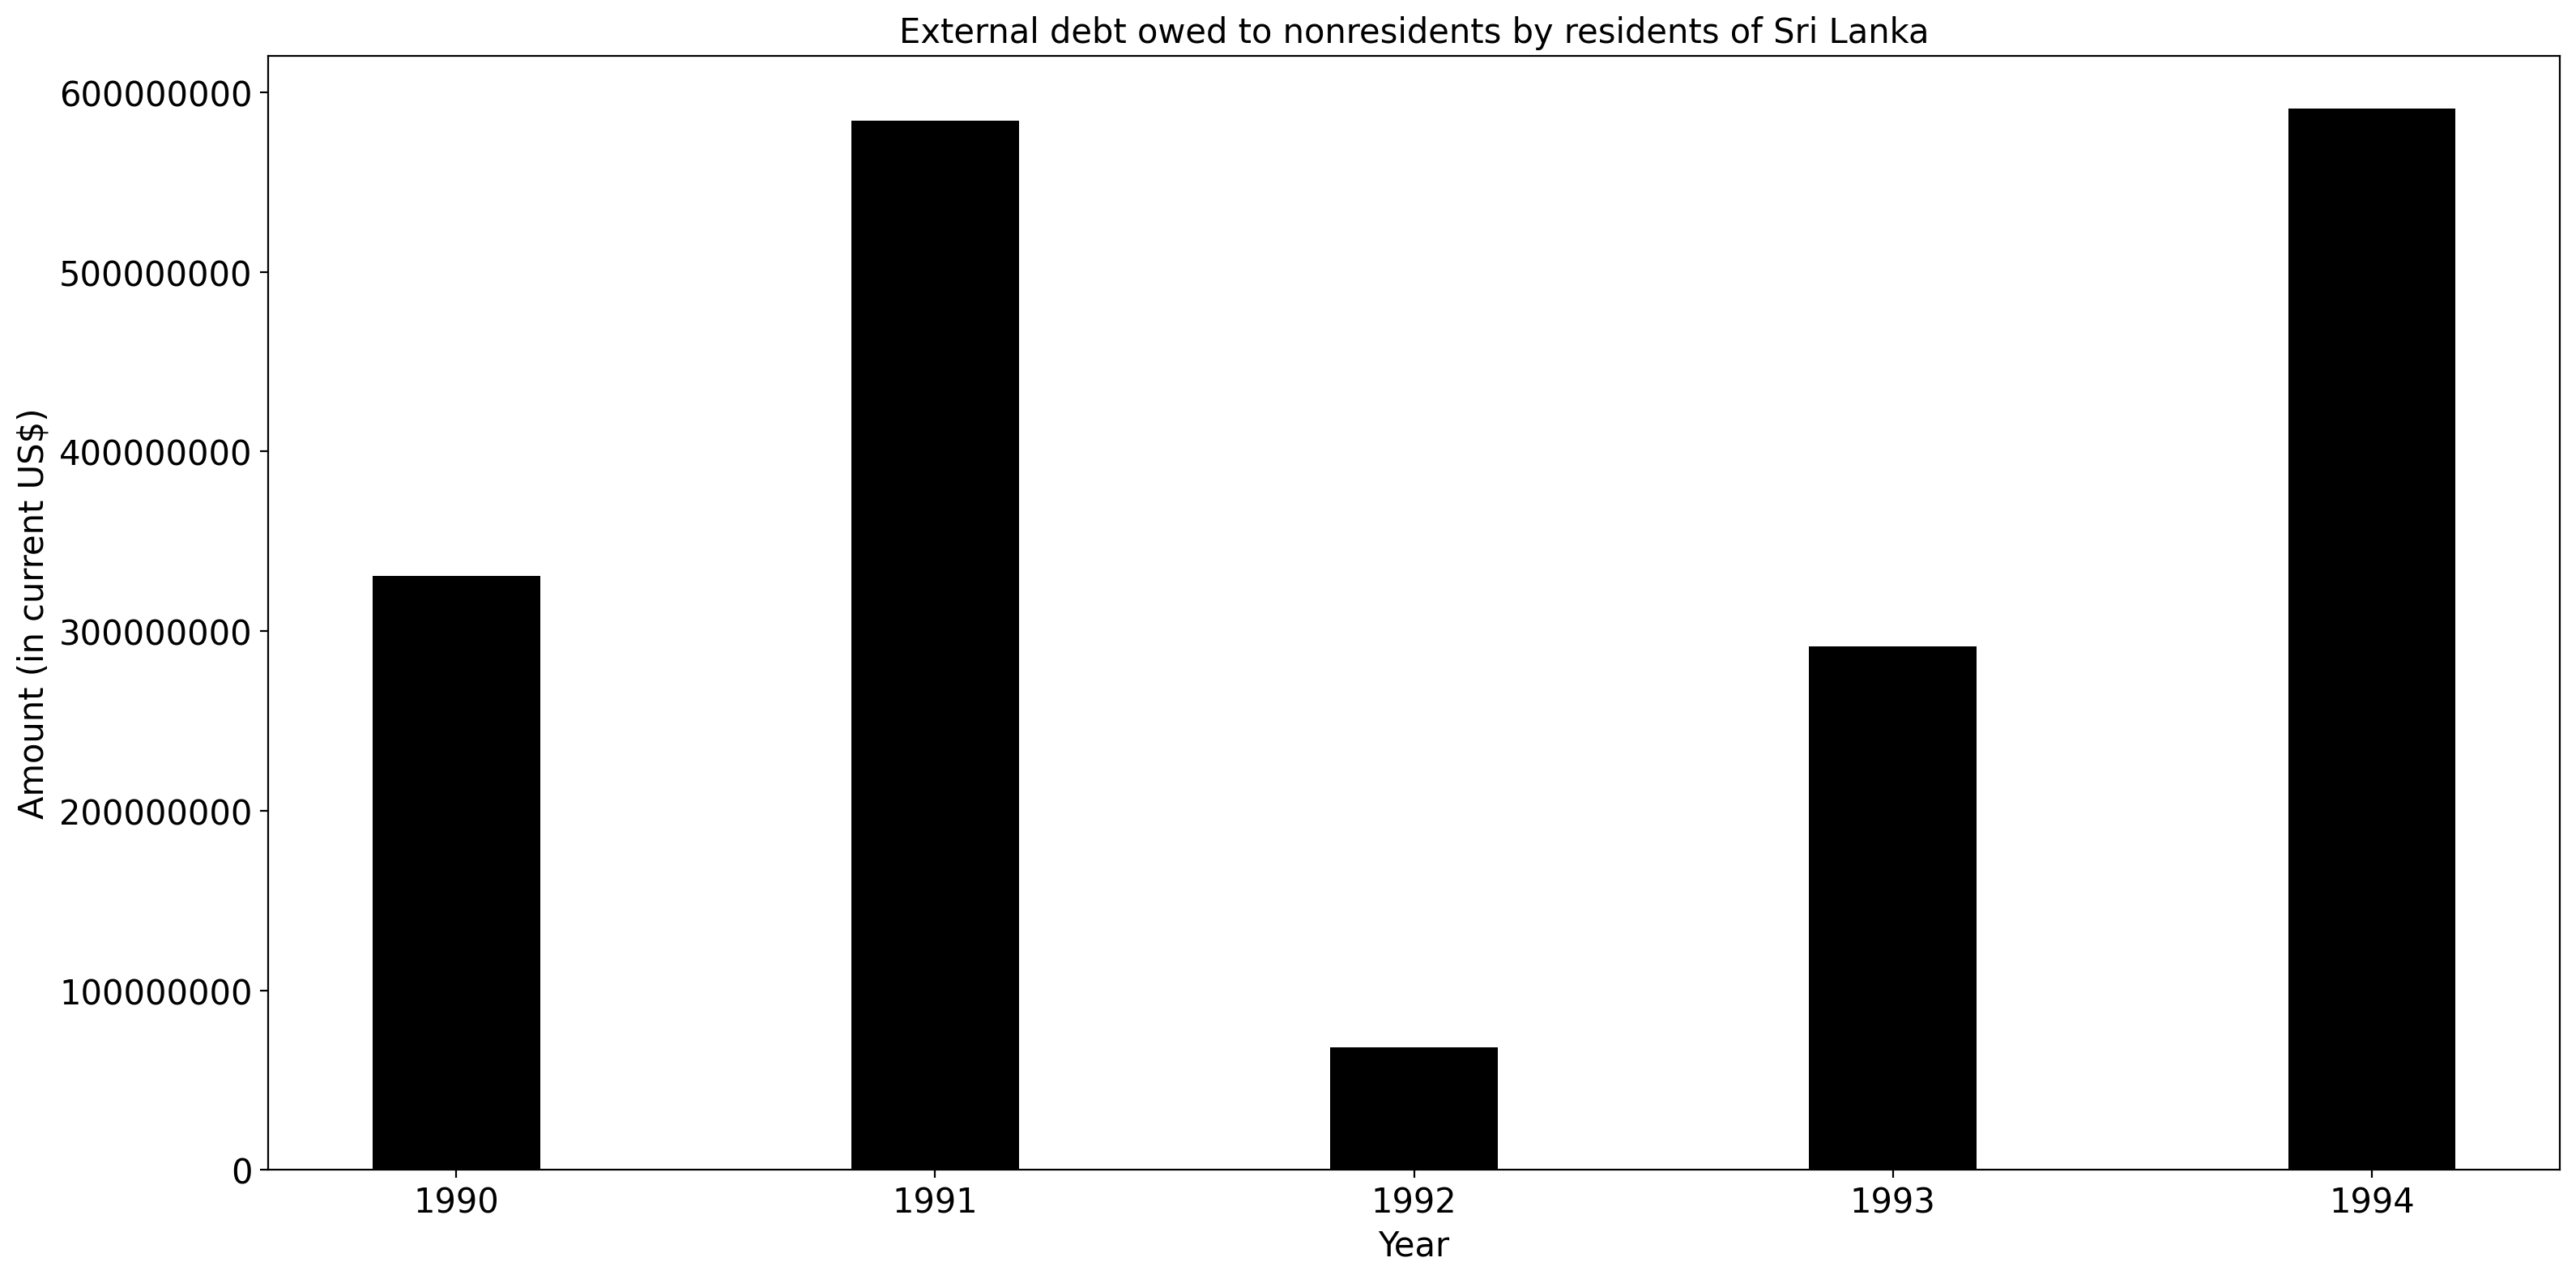 External debt owed to nonresidents by residents of Sri Lanka
Amount (in current US$)
600000000
500000000
400000000
300000000
200000000
100000000
0
1990 1991 1992 1993 1994
Year